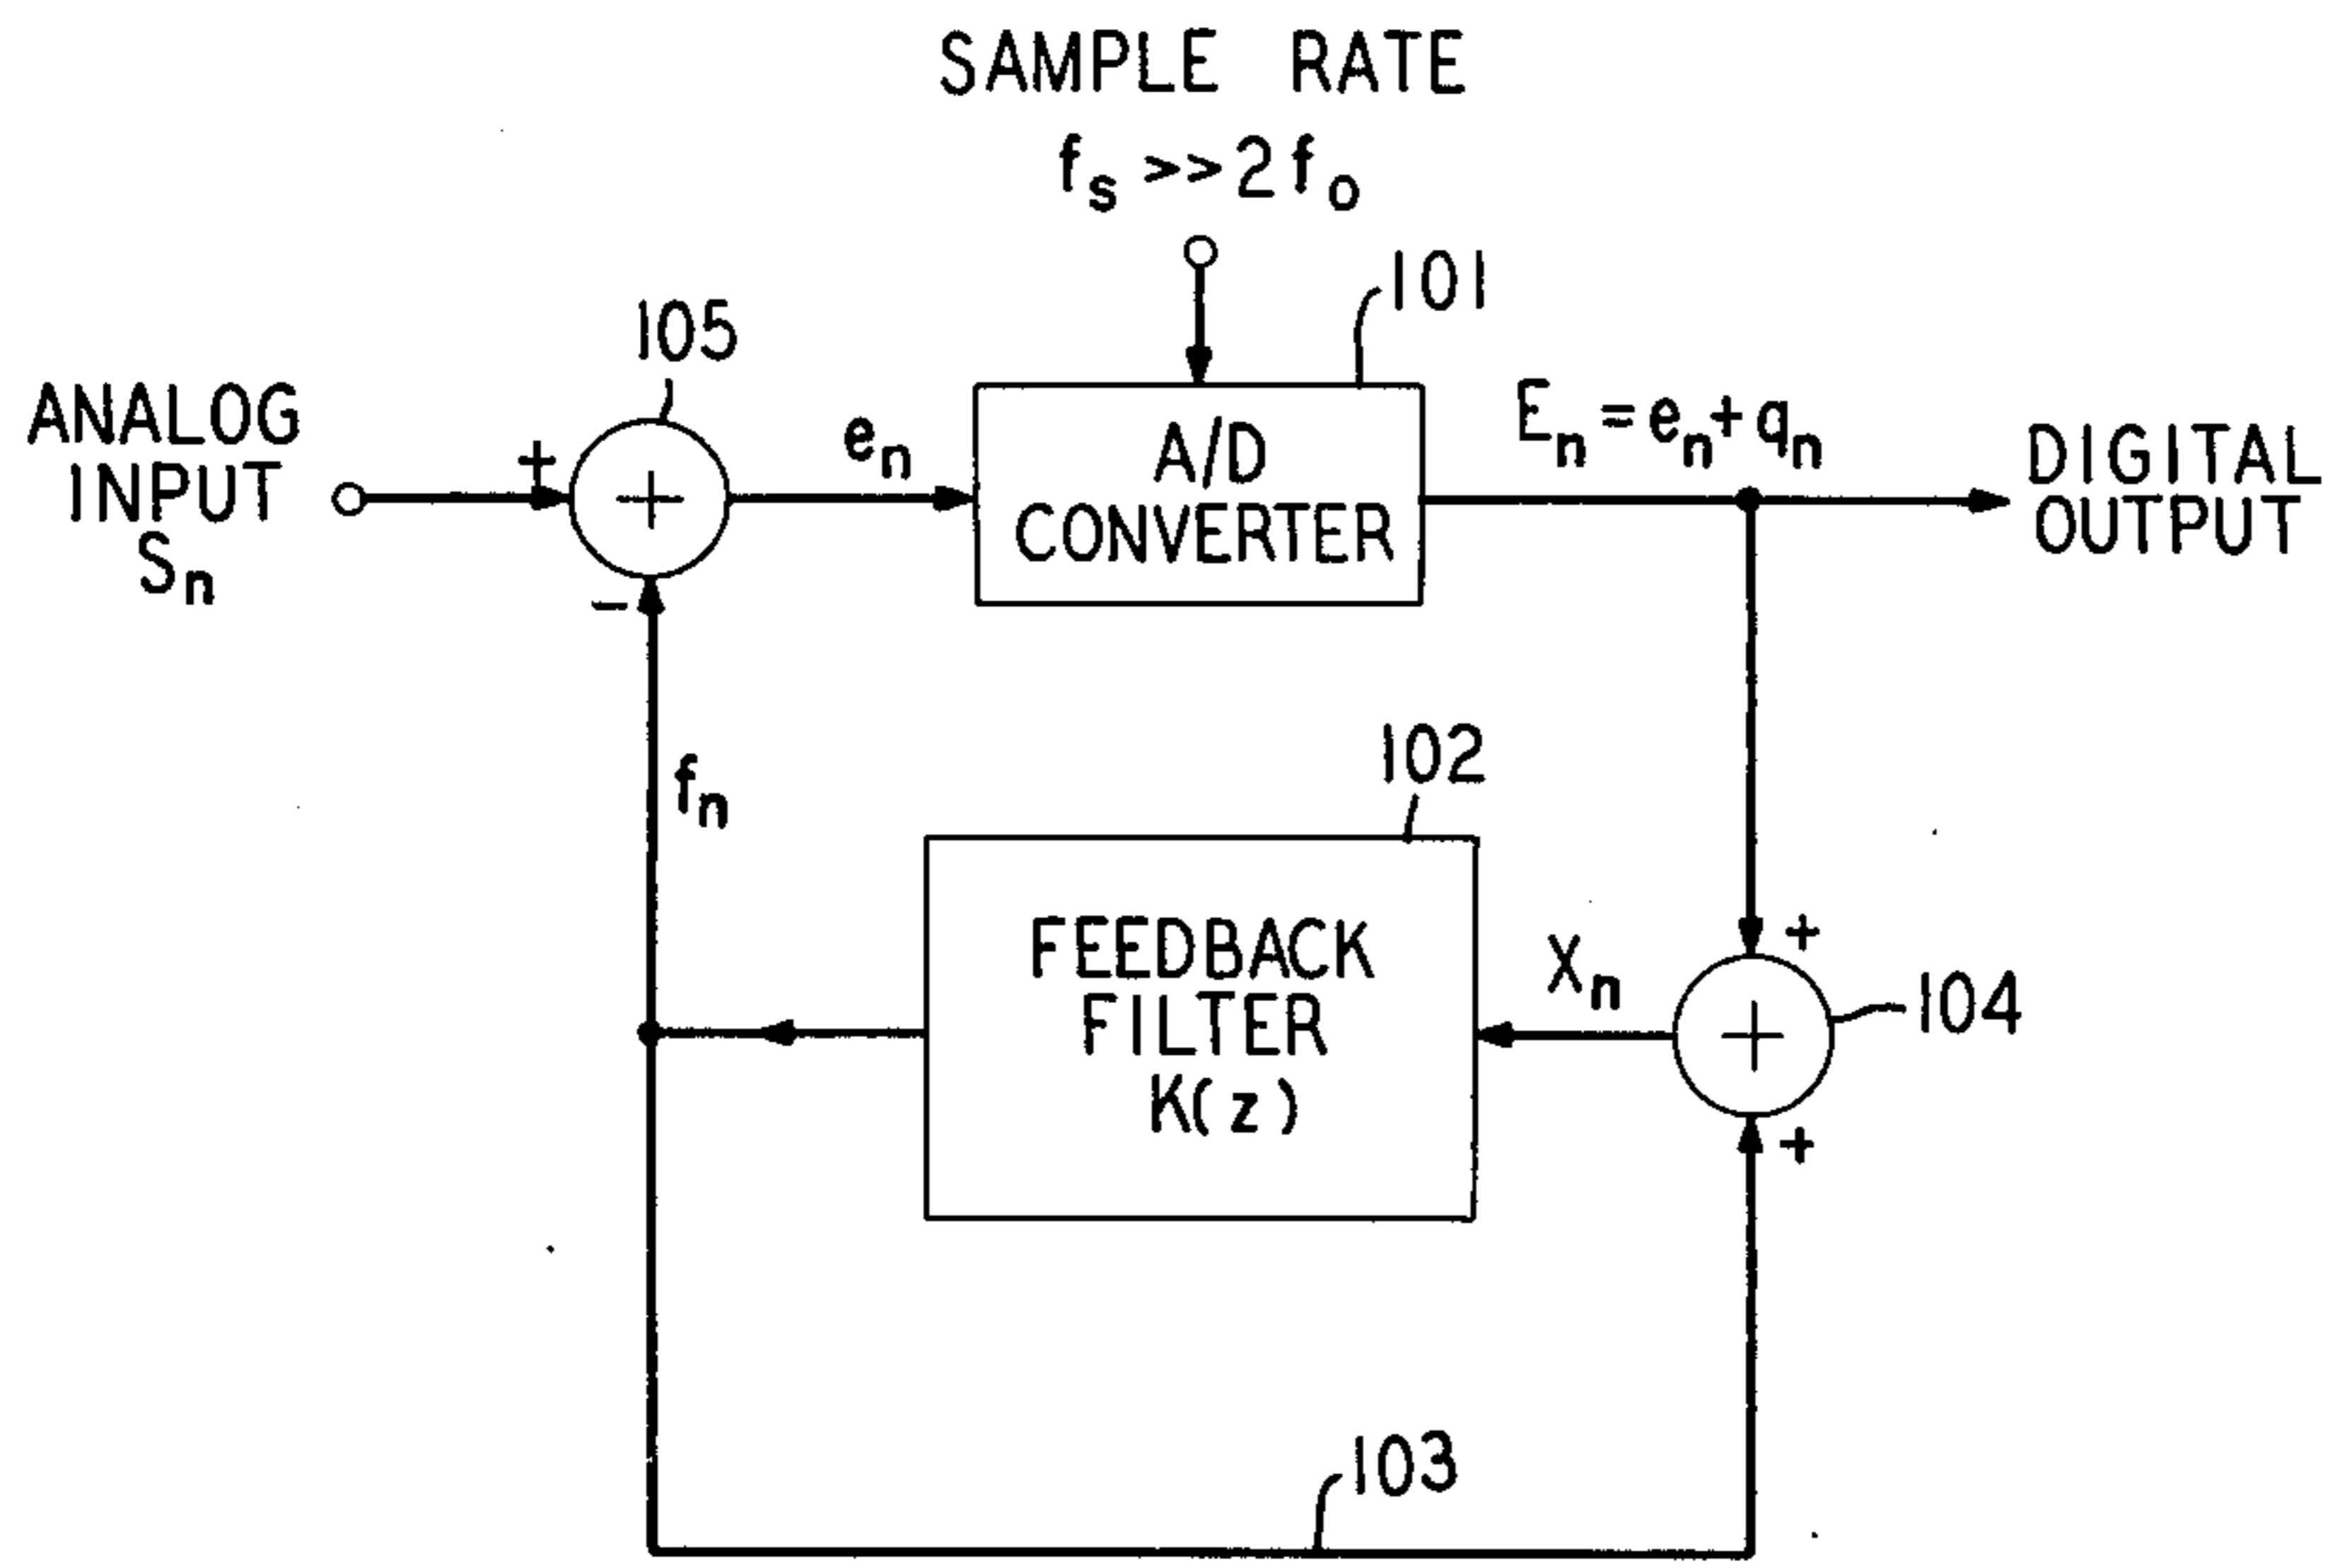 SAMPLE RATE
fs >> 2fo
101
105
ANALOG
INPUT
Sn
+
-
+
en
A/D
CONVERTER
En = en + qn
DIGITAL
OUTPUT
fn
102
FEEDBACK
FILTER
K(z)
Xn
+
+
+
104
103